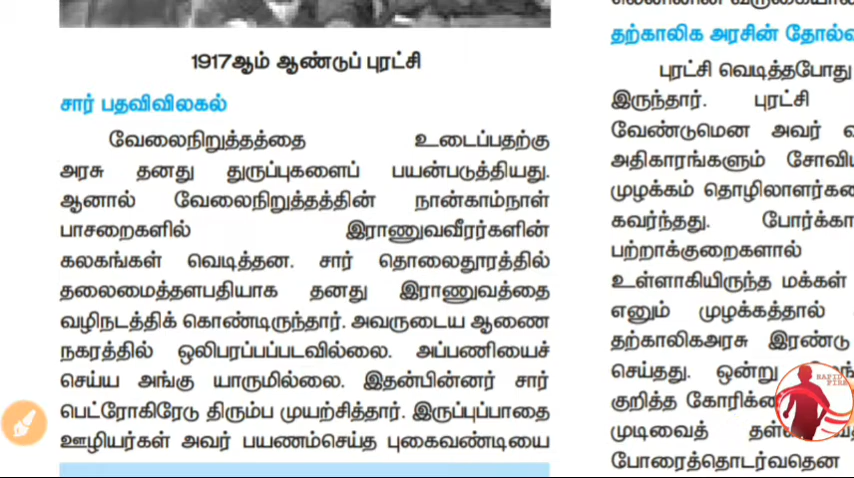 1917ஆம் ஆண்டுப் புரட்சி
சார் பதவிவிலகல்
வேலைநிறுத்தத்தை உடைப்பதற்கு
அரசு தனது துருப்புகளைப் பயன்படுத்தியது.
ஆனால் வேலைநிறுத்தத்தின் நான்காம்நாள்
பாசறைகளில் இராணுவவீரர்களின்
கலகங்கள் வெடித்தன. சார் தொலைதூரத்தில்
தலைமைத்தளபதியாக தனது இராணுவத்தை
வழிநடத்திக் கொண்டிருந்தார். அவருடைய ஆணை
நகரத்தில் ஒலிபரப்பப்படவில்லை. அப்பணியைச்
செய்ய அங்கு யாருமில்லை. இதன்பின்னர் சார்
பெட்ரோகிரேடு திரும்ப முயற்சித்தார். இருப்புப்பாதை
ஊழியர்கள் அவர் பயணம்செய்த புகைவண்டியை
தற்காலிக அரசின்
புரட்சி வெடித்தபோது
இருந்தார். புரட்சி
வேண்டுமென அவர்
அதிகாரங்களும்
முழக்கம்
கவர்ந்தது.
பற்றாக்குறைகளால்
உள்ளாகியிருந்த மக்கள்
எனும் முழக்கத்தால்
தற்காலிகஅரசு இரண்டு
செய்தது. ஒன்று
குறித்த
முடிவைத்
போரைத்தொடர்வதென